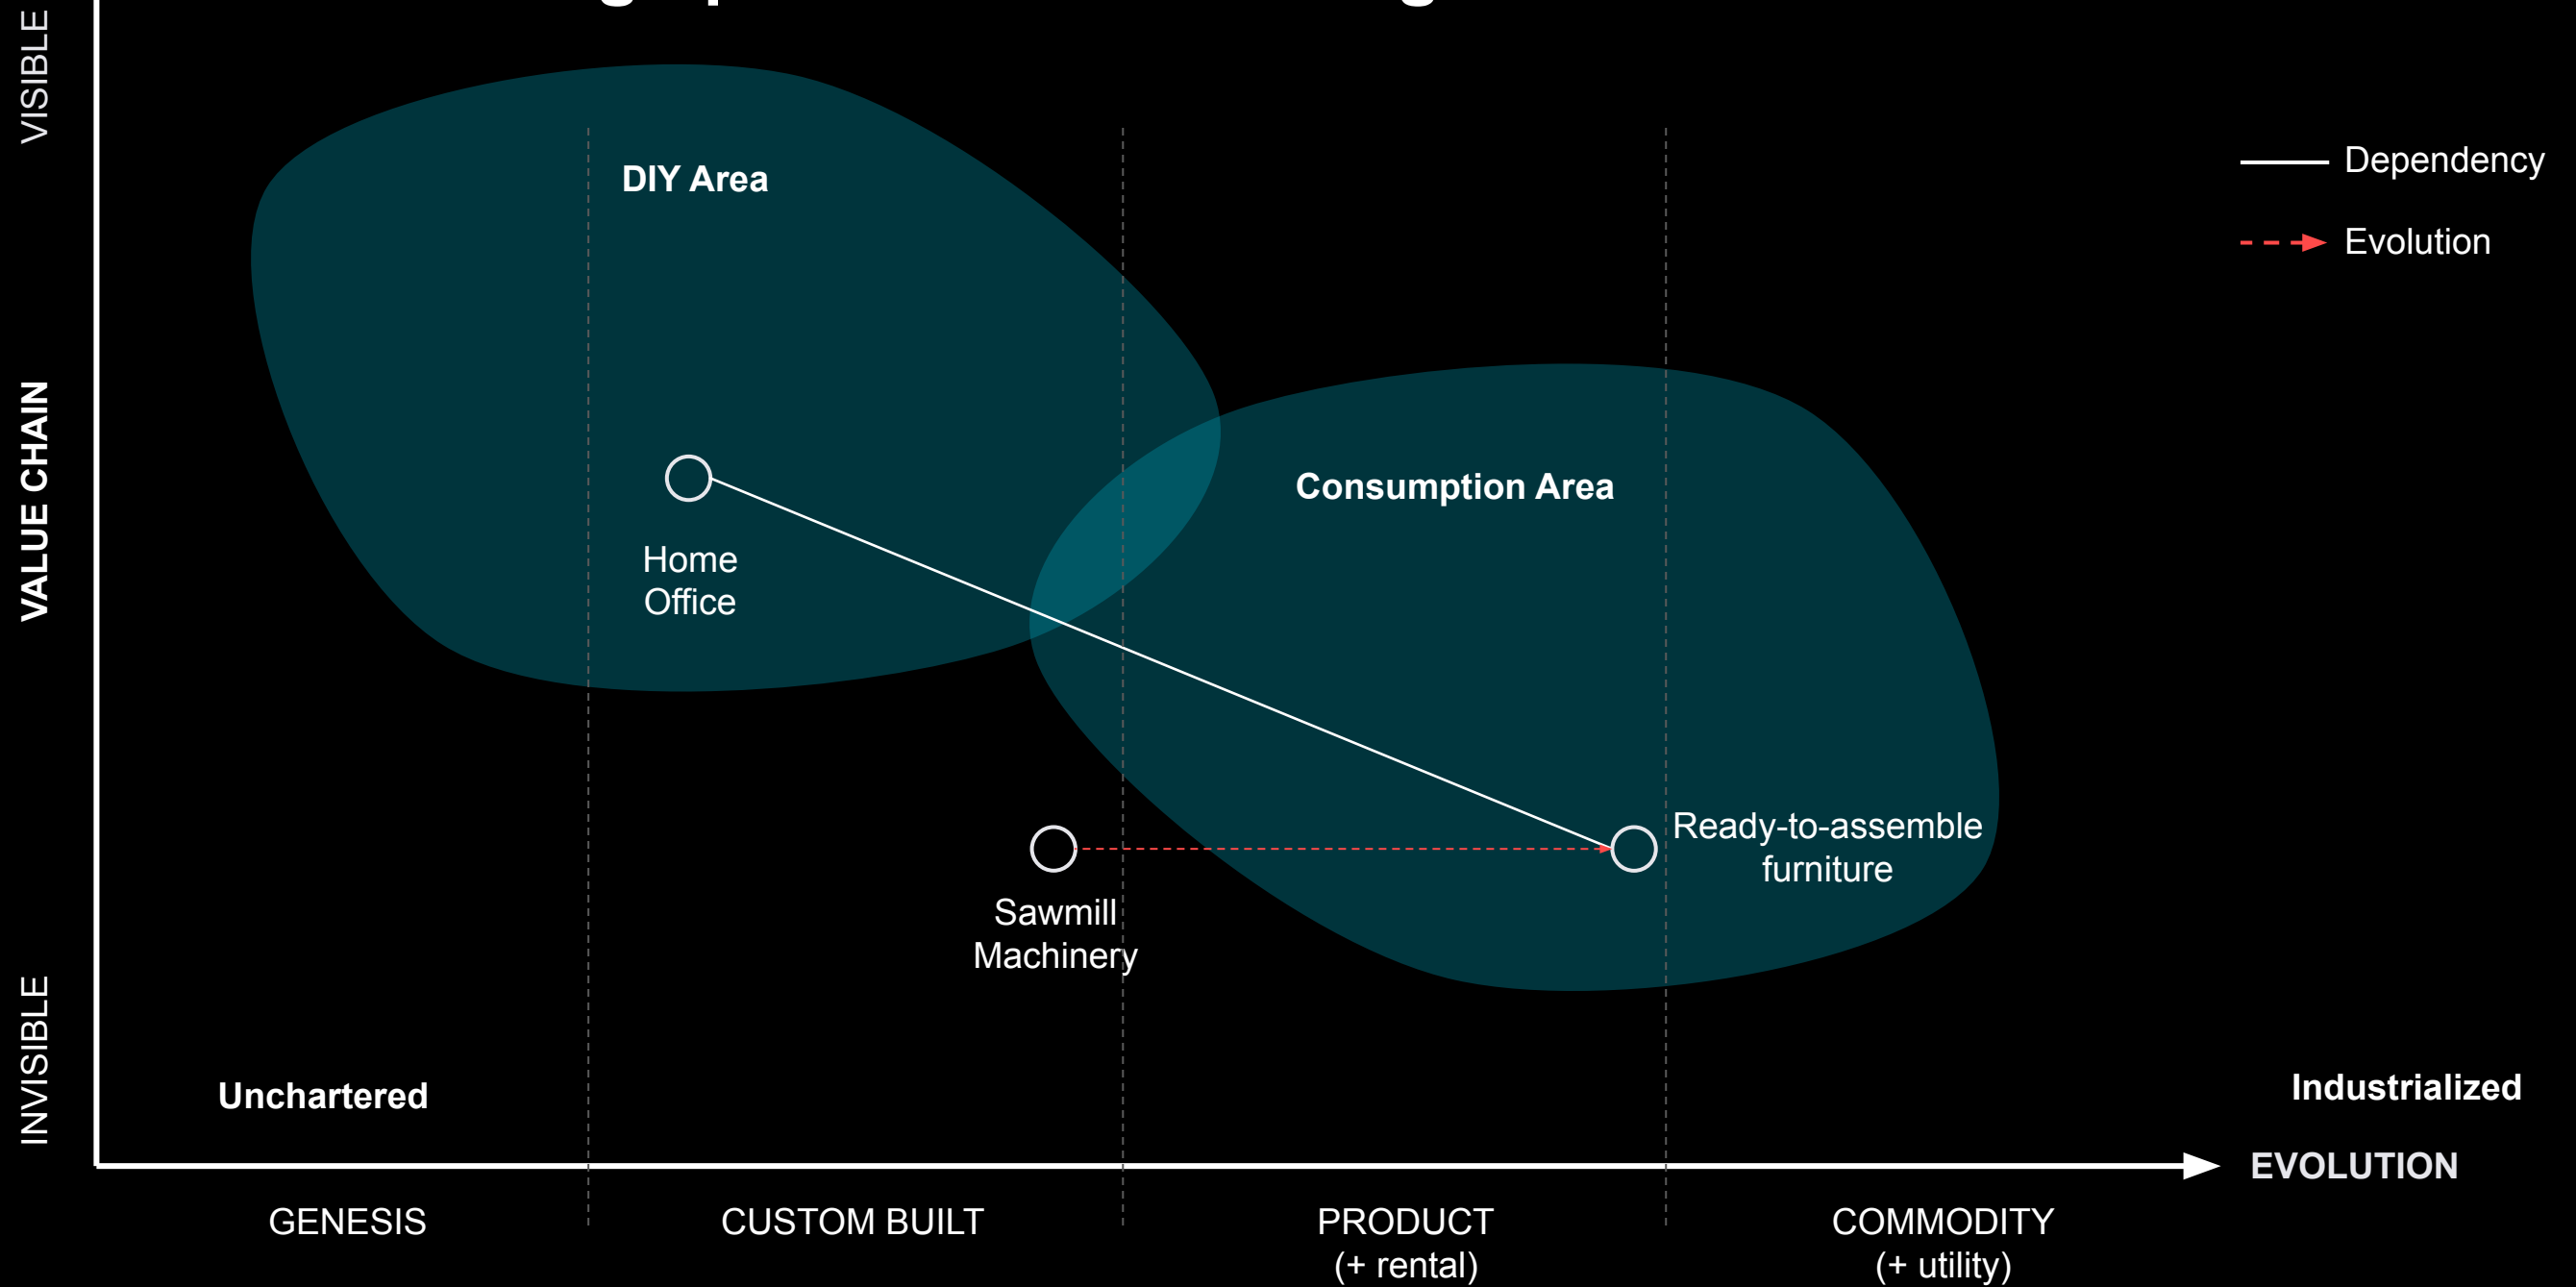 VISIBLE
DIY Area
Dependency
Evolution
VALUE CHAIN
Consumption Area
Home
Office
Ready-to-assemble
furniture
Sawmill
Machinery
INVISIBLE
Unchartered
Industrialized
EVOLUTION
GENESIS
CUSTOM BUILT
PRODUCT
(+ rental)
COMMODITY
(+ utility)